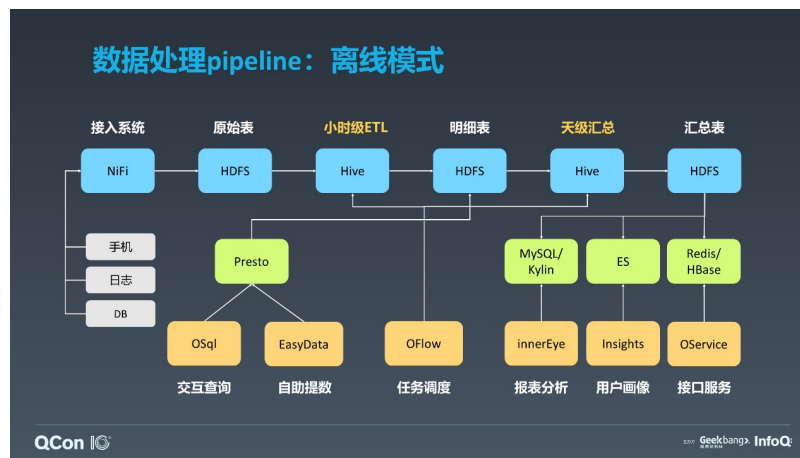 数据处理pipeline：离线模式
接入系统
原始表
小时级ETL
明细表
天级汇总
汇总表
NiFi
HDFS
Hive
HDFS
Hive
HDFS
手机
日志
DB
Presto
MySQL/
Kylin
ES
Redis/
HBase
OSql
EasyData
OFlow
innerEye
Insights
OService
交互查询
自助提数
任务调度
报表分析
用户画像
接口服务
QCon 10
Geekbang>. InfoQ